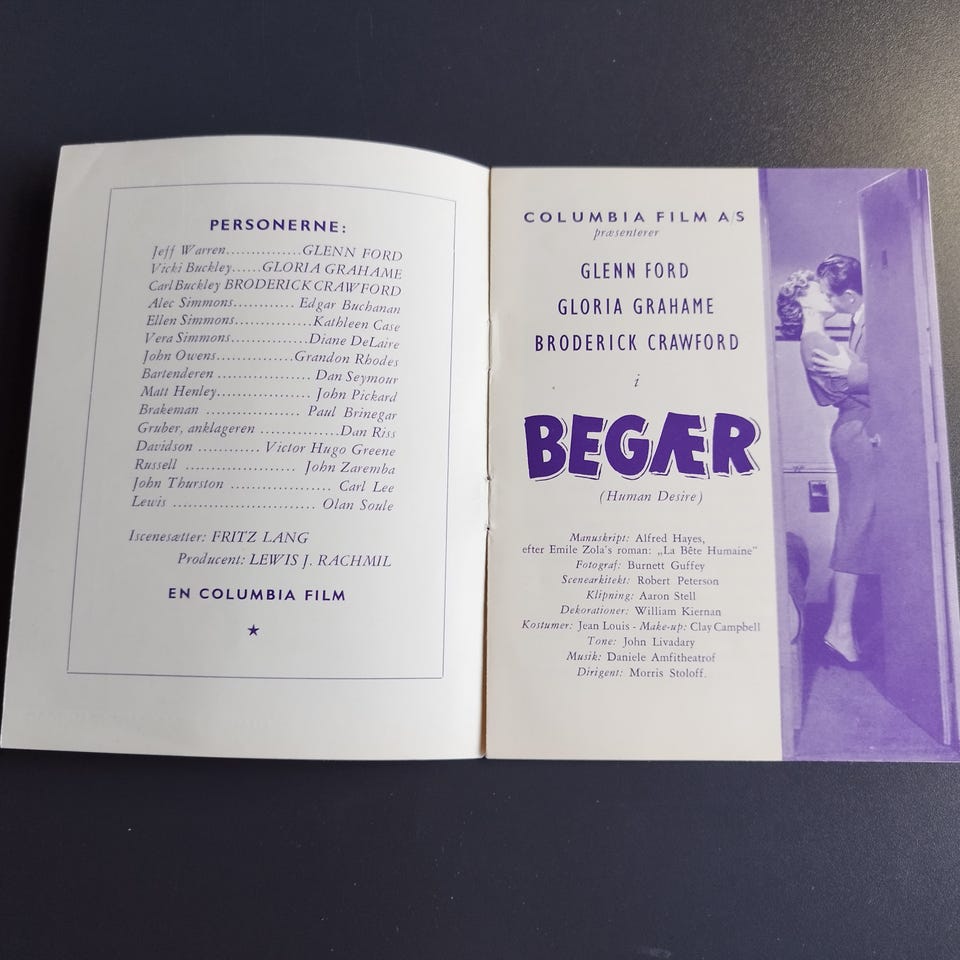 PERSONERNE:
Jeff Warren..............GLENN FORD
Vicki Buckley......GLORIA GRAHAME
Carl Buckley BRODERICK CRAWFORD
Alec Simmons............ Edgar Buchanan
Ellen Simmons..............Kathleen Case
Vera Simmons..............Diane DeLaire
John Owens..............Grandon Rhodes
Bartenderen .................. Dan Seymour
Matt Henley.................. John Pickard
Brakeman .................. Paul Brinegar
Gruber, anklageren ...............Dan Riss
Davidson ............ Victor Hugo Greene
Russell ..................... John Zaremba
John Thurston .................... Carl Lee
Lewis ........................... Olan Soule
Iscenesætter: FRITZ LANG
Producent: LEWIS J. RACHMIL
EN COLUMBIA FILM
COLUMBIA FILM A/S
præsenterer
GLENN FORD
GLORIA GRAHAME
BRODERICK CRAWFORD
i
BEGÆR
(Human Desire)
Manuskript: Alfred Hayes,
efter Emile Zola's roman: „La Bête Humaine"
Fotograf: Burnett Guffey
Scenearkitekt: Robert Peterson
Klipning: Aaron Stell
Dekorationer: William Kiernan
Kostumer: Jean Louis - Make-up: Clay Campbell
Tone: John Livadary
Musik: Daniele Amfitheatrof
Dirigent: Morris Stoloff.